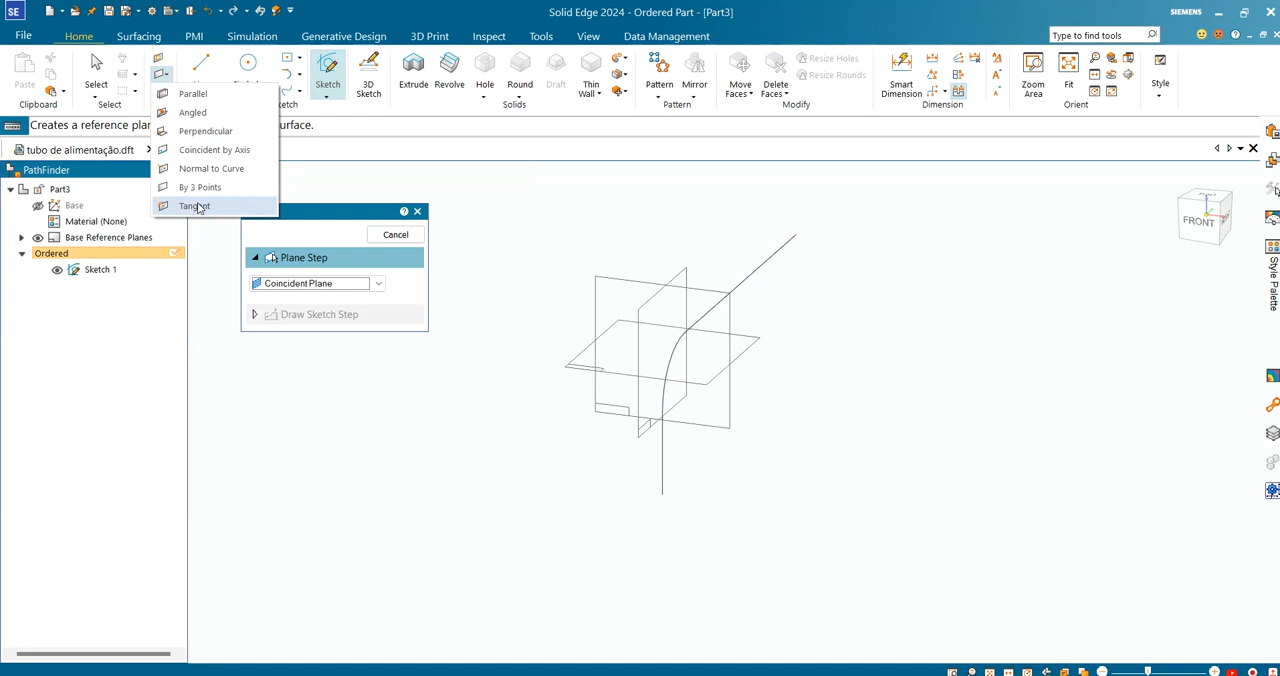 SE
Solid Edge 2024 - Ordered Part - [Part3]
SIEMENS
File Home Surfacing PMI Simulation Generative Design 3D Print Inspect Tools View Data Management
Type to find tools
Paste
Clipboard
Select
Select
Sketch
3D Sketch
Extrude
Revolve
Hole
Round
Draft
Thin Wall
Solids
Pattern
Mirror
Pattern
Move Faces
Delete Faces
Resize Holes
Resize Rounds
Modify
Smart Dimension
Dimension
Zoom Area
Fit
Orient
Style
Parallel
Angled
Perpendicular
Coincident by Axis
Normal to Curve
By 3 Points
Tangent
Creates a reference pla
urface.
tubo de alimentação.dft
PathFinder
Part3
Base
Material (None)
Base Reference Planes
Ordered
Sketch 1
Cancel
Plane Step
Coincident Plane
Draw Sketch Step
FRONT
Style Palette